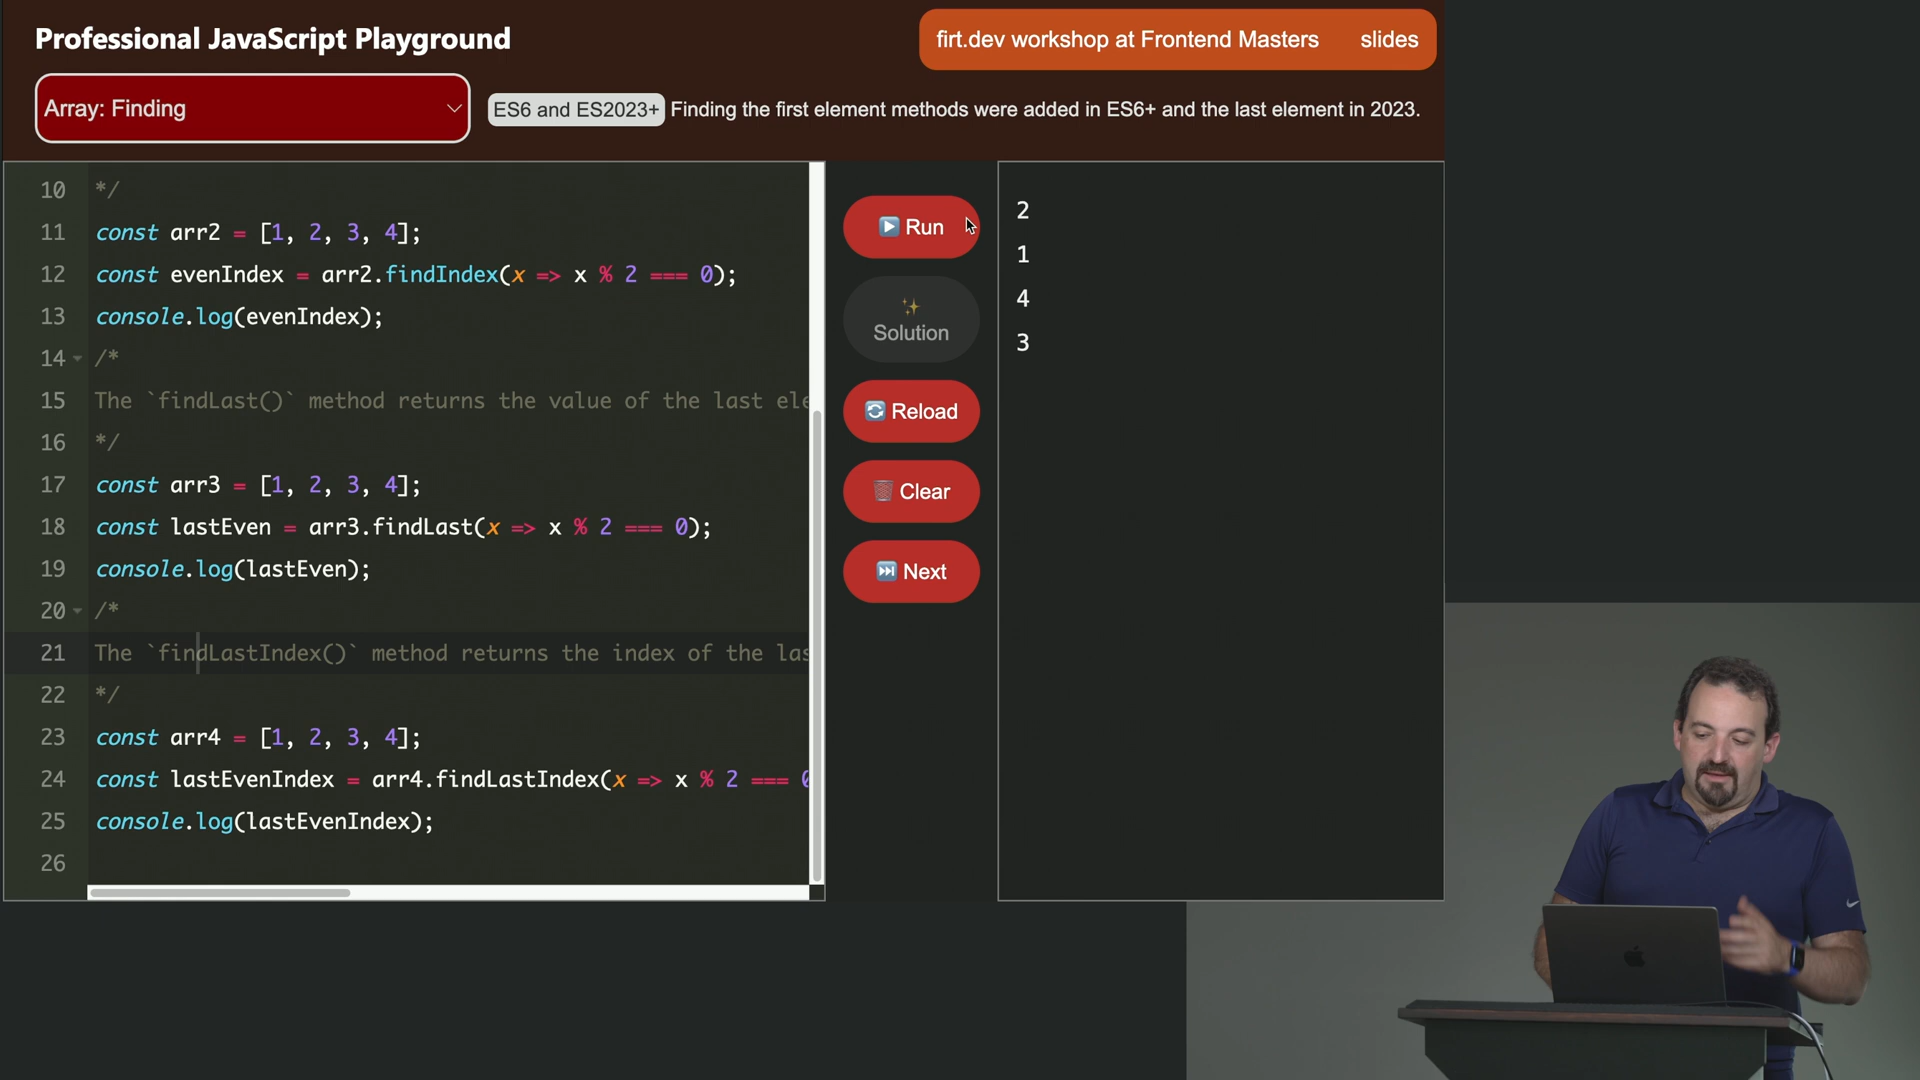 Professional JavaScript Playground
firt.dev workshop at Frontend Masters slides
Array: Finding
ES6 and ES2023+ Finding the first element methods were added in ES6+ and the last element in 2023.
10 */
11 const arr2 = [1, 2, 3, 4];
12 const evenIndex = arr2.findIndex(x => x % 2 === 0);
13 console.log(evenIndex);
14 /*
15 The `findLast()` method returns the value of the last ele
16 */
17 const arr3 = [1, 2, 3, 4];
18 const lastEven = arr3.findLast(x => x % 2 === 0);
19 console.log(lastEven);
20 /*
21 The `findLastIndex()` method returns the index of the las
22 */
23 const arr4 = [1, 2, 3, 4];
24 const lastEvenIndex = arr4.findLastIndex(x => x % 2 === 0
25 console.log(lastEvenIndex);
26
Run
Solution
Reload
Clear
Next
2
1
4
3